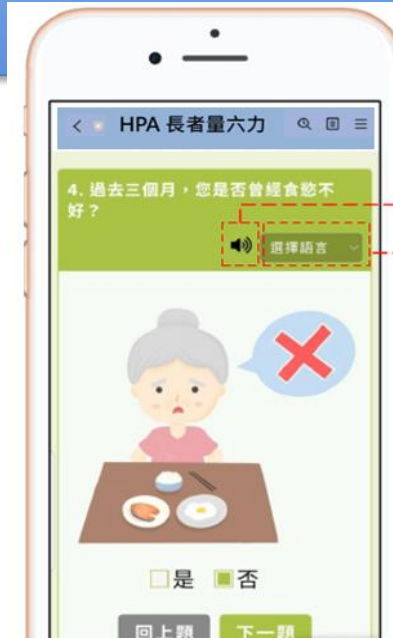 HPA 長者量六力
4. 過去三個月，您是否曾經食慾不
好？
選擇語言
是 否
回上題 下一題